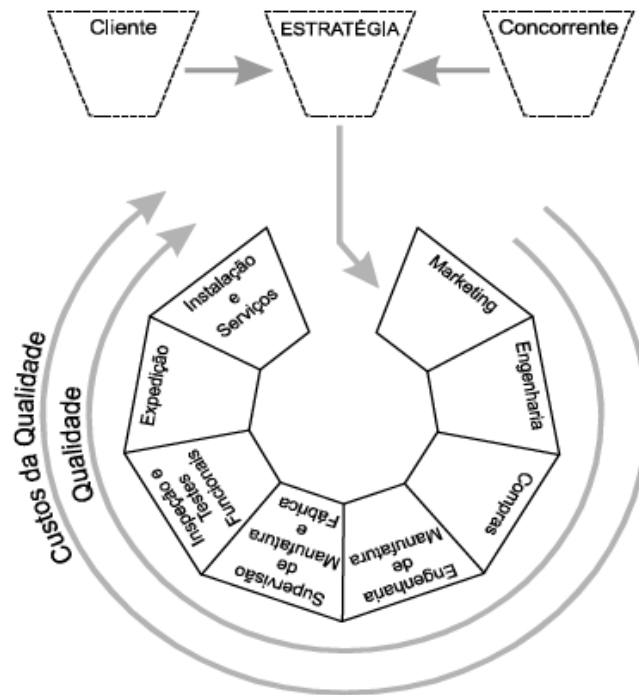 Cliente
ESTRATÉGIA
Concorrente
Marketing
Engenharia
Compras
Engenharia
de
Manufatura
Supervisão
de
Manufatura
e
Fábrica
Inspeção e
Testes
Funcionais
Expedição
Instalação
e
Serviços
Qualidade
Custos da Qualidade